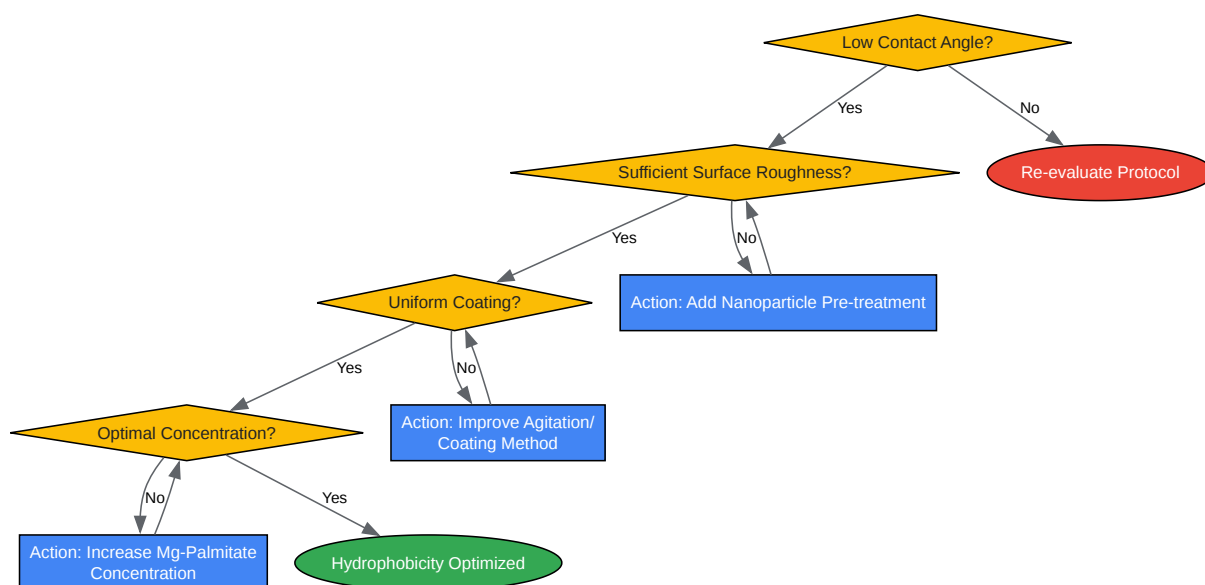 Low Contact Angle?
Yes
No
Sufficient Surface Roughness?
Re-evaluate Protocol
Yes
No
Uniform Coating?
Action: Add Nanoparticle Pre-treatment
Yes
No
Optimal Concentration?
Action: Improve Agitation/
Coating Method
No
Yes
Action: Increase Mg-Palmitate
Concentration
Hydrophobicity Optimized